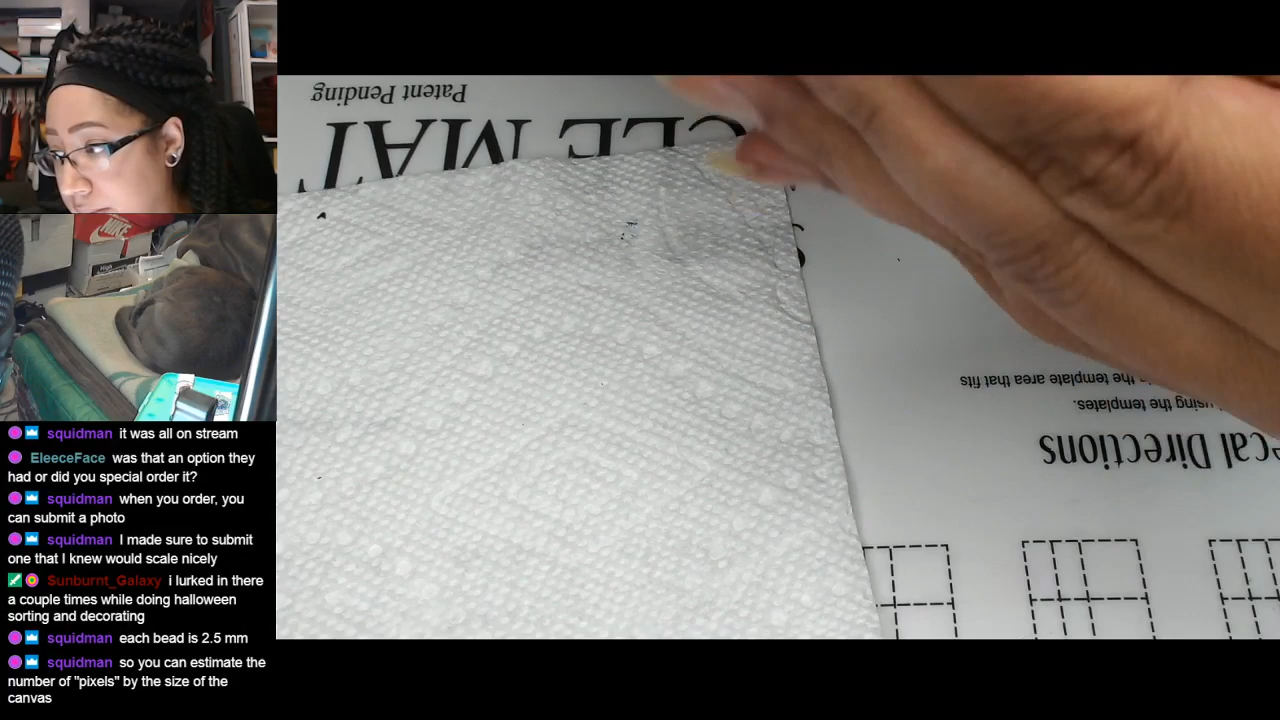 Patent Pending
CLE MAT
the template area that fits
using the templates.
cal Directions
NIKE
squidman it was all on stream
EleeceFace was that an option they
had or did you special order it?
squidman when you order, you
can submit a photo
squidman I made sure to submit
one that I knew would scale nicely
Sunburnt_Galaxy i lurked in there
a couple times while doing halloween
sorting and decorating
squidman each bead is 2.5 mm
squidman so you can estimate the
number of "pixels" by the size of the
canvas